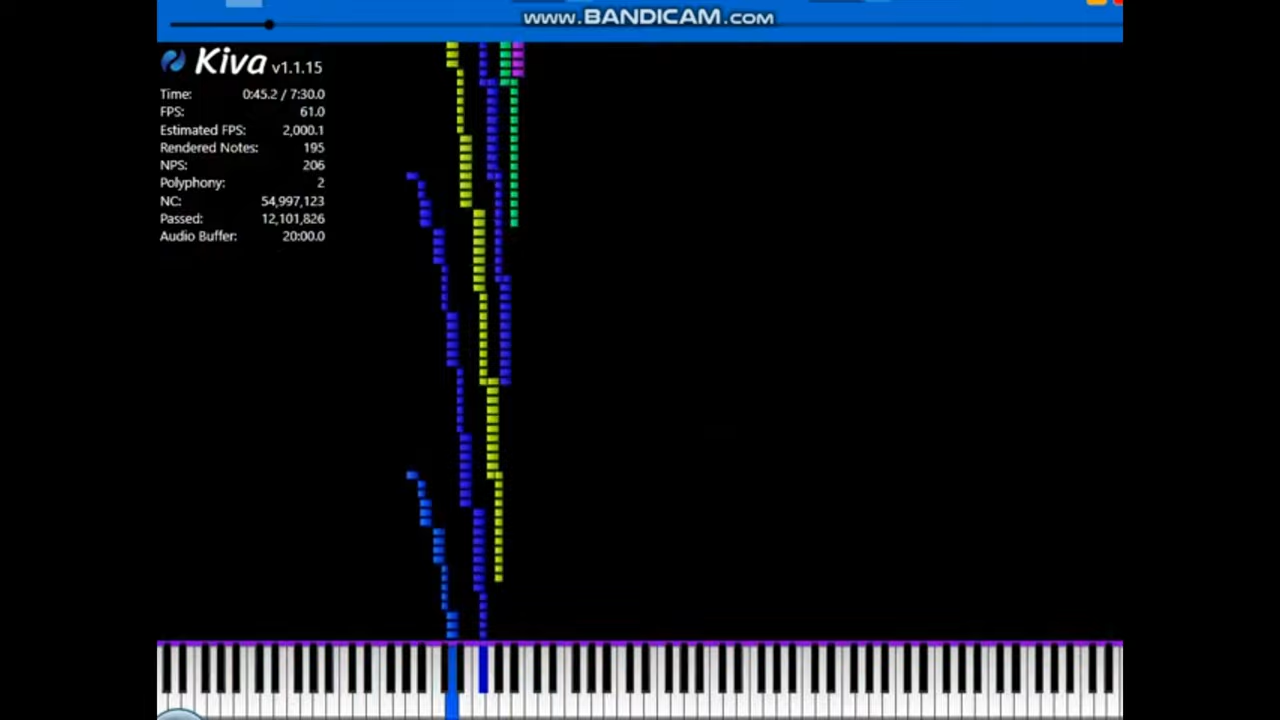 www.BANDICAM.com
Kiva v1.1.15
Time: 0:45.2 / 7:30.0
FPS: 61.0
Estimated FPS: 2,000.1
Rendered Notes: 195
NPS: 206
Polyphony: 2
NC: 54,997,123
Passed: 12,101,826
Audio Buffer: 20:00.0